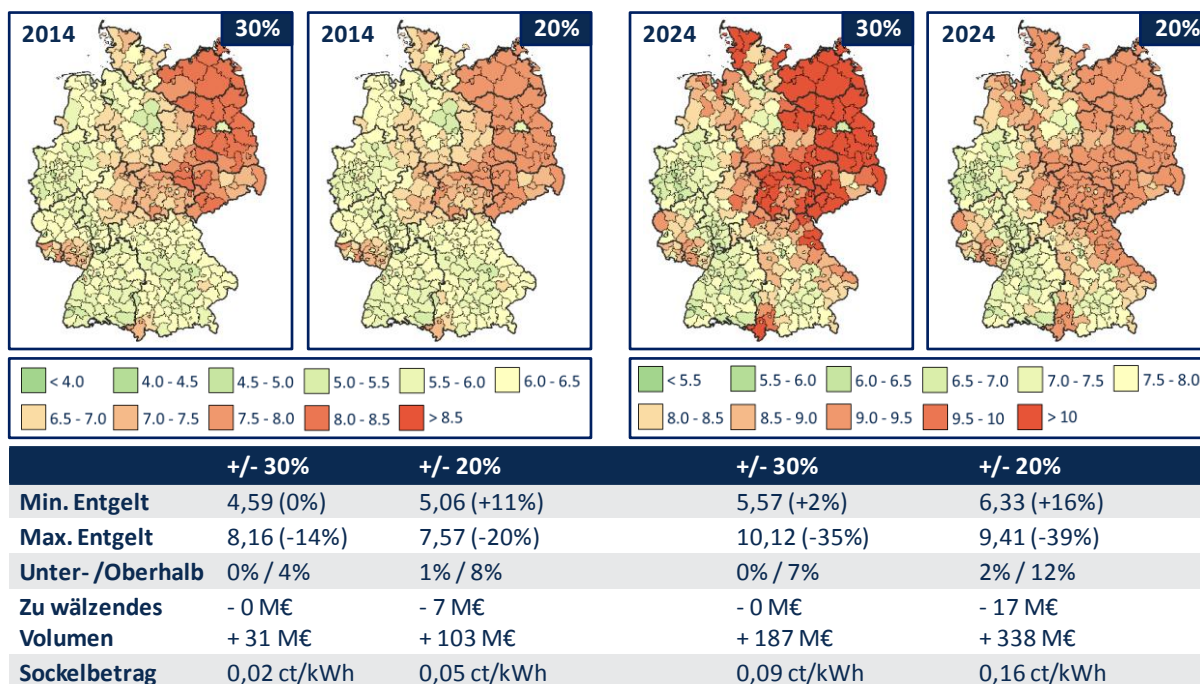 2014 30% 2014 20% 2024 30% 2024 20%
< 4.0 4.0 - 4.5 4.5 - 5.0 5.0 - 5.5 5.5 - 6.0 6.0 - 6.5
6.5 - 7.0 7.0 - 7.5 7.5 - 8.0 8.0 - 8.5 > 8.5
< 5.5 5.5 - 6.0 6.0 - 6.5 6.5 - 7.0 7.0 - 7.5 7.5 - 8.0
8.0 - 8.5 8.5 - 9.0 9.0 - 9.5 9.5 - 10 > 10
+/- 30% +/- 20% +/- 30% +/- 20%
Min. Entgelt 4,59 (0%) 5,06 (+11%) 5,57 (+2%) 6,33 (+16%)
Max. Entgelt 8,16 (-14%) 7,57 (-20%) 10,12 (-35%) 9,41 (-39%)
Unter- /Oberhalb 0% / 4% 1% / 8% 0% / 7% 2% / 12%
Zu wälzendes - 0 M€ - 7 M€ - 0 M€ - 17 M€
Volumen + 31 M€ + 103 M€ + 187 M€ + 338 M€
Sockelbetrag 0,02 ct/kWh 0,05 ct/kWh 0,09 ct/kWh 0,16 ct/kWh